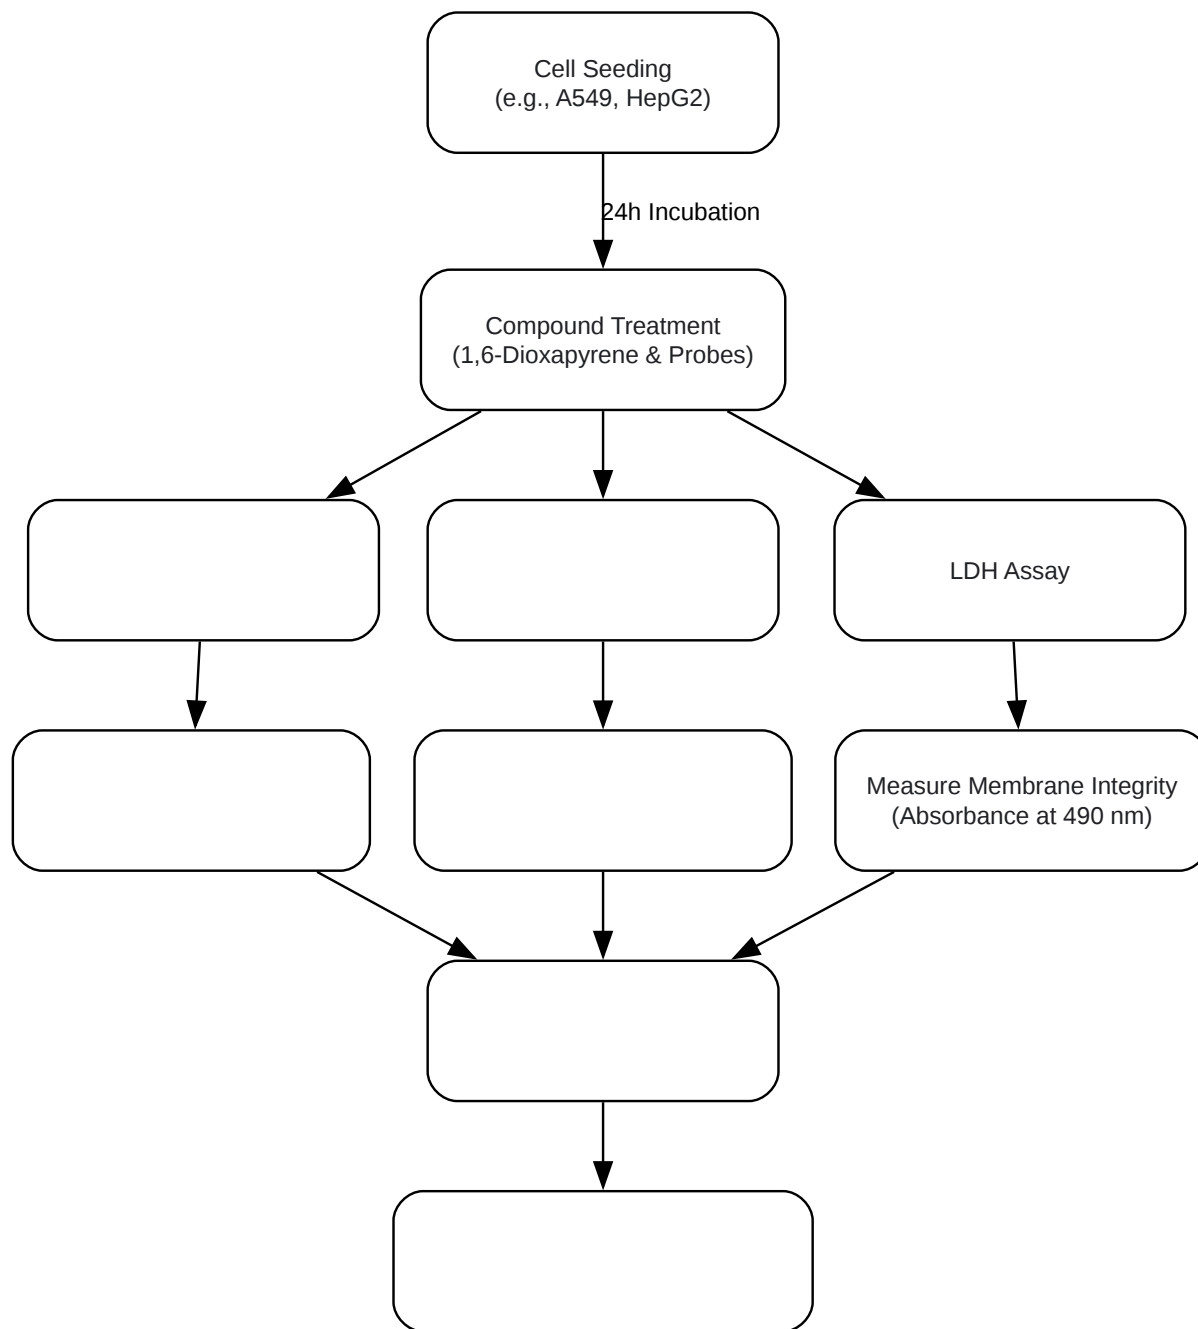 Cell Seeding
(e.g., A549, HepG2)
24h Incubation
Compound Treatment
(1,6-Dioxapyrene & Probes)
LDH Assay
Measure Membrane Integrity
(Absorbance at 490 nm)